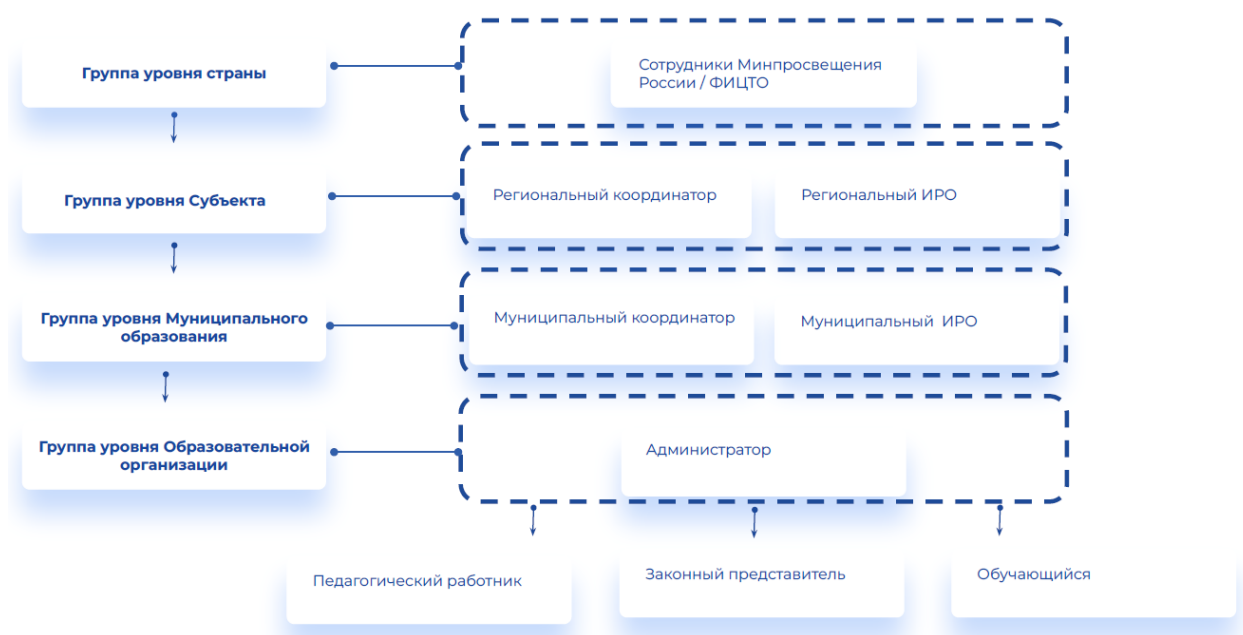 Группа уровня страны
Сотрудники Минпросвещения
России / ФИЦТО
Группа уровня Субъекта
Региональный координатор
Региональный ИРО
Группа уровня Муниципального
образования
Муниципальный координатор
Муниципальный ИРО
Группа уровня Образовательной
организации
Администратор
Педагогический работник
Законный представитель
Обучающийся